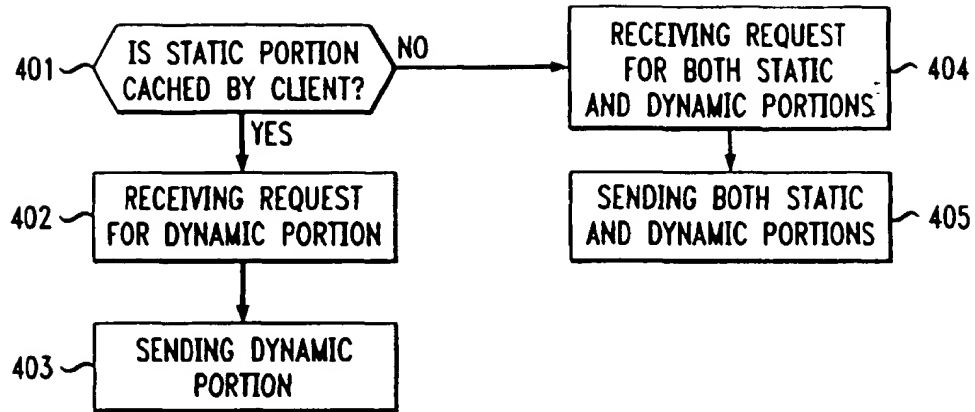 401
IS STATIC PORTION
CACHED BY CLIENT?
NO
YES
402
RECEIVING REQUEST
FOR DYNAMIC PORTION
403
SENDING DYNAMIC
PORTION
RECEIVING REQUEST
FOR BOTH STATIC
AND DYNAMIC PORTIONS
404
SENDING BOTH STATIC
AND DYNAMIC PORTIONS
405